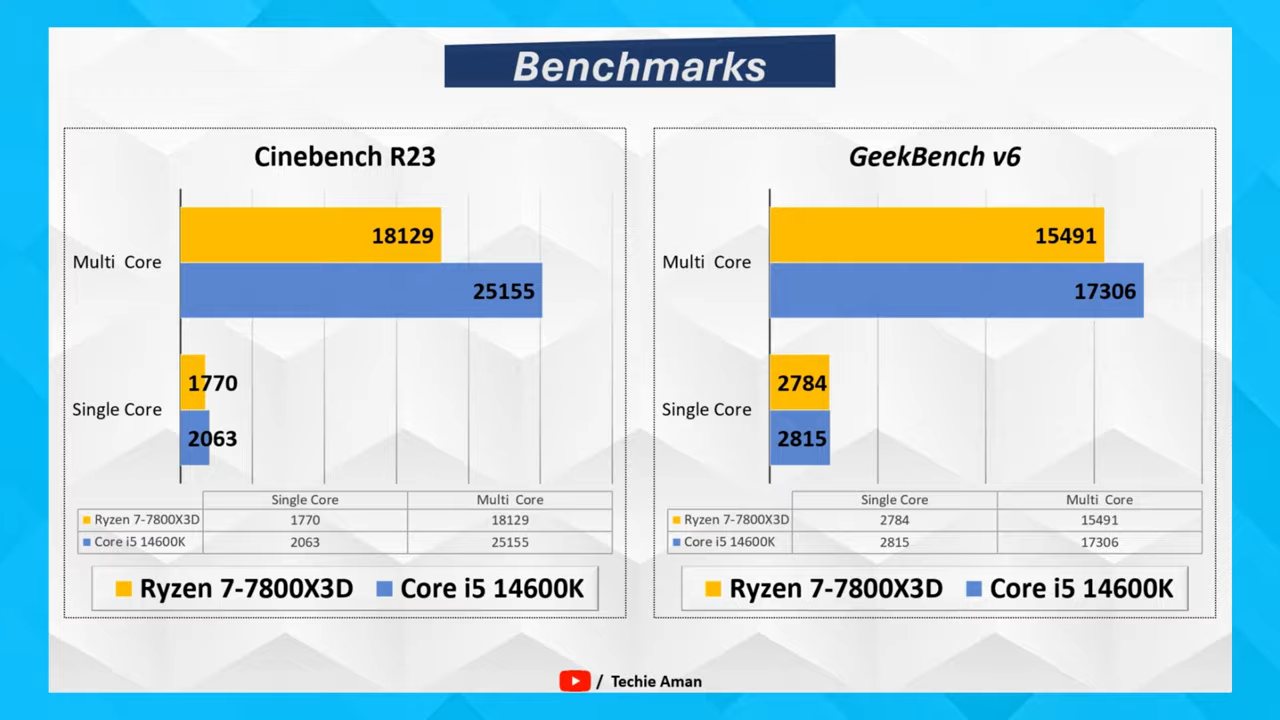 Benchmarks
Cinebench R23
Multi Core
18129
25155
Single Core
1770
2063
Single Core Multi Core
Ryzen 7-7800X3D 1770 18129
Core i5 14600K 2063 25155
Ryzen 7-7800X3D Core i5 14600K
GeekBench v6
Multi Core
15491
17306
Single Core
2784
2815
Single Core Multi Core
Ryzen 7-7800X3D 2784 15491
Core i5 14600K 2815 17306
Ryzen 7-7800X3D Core i5 14600K
/ Techie Aman